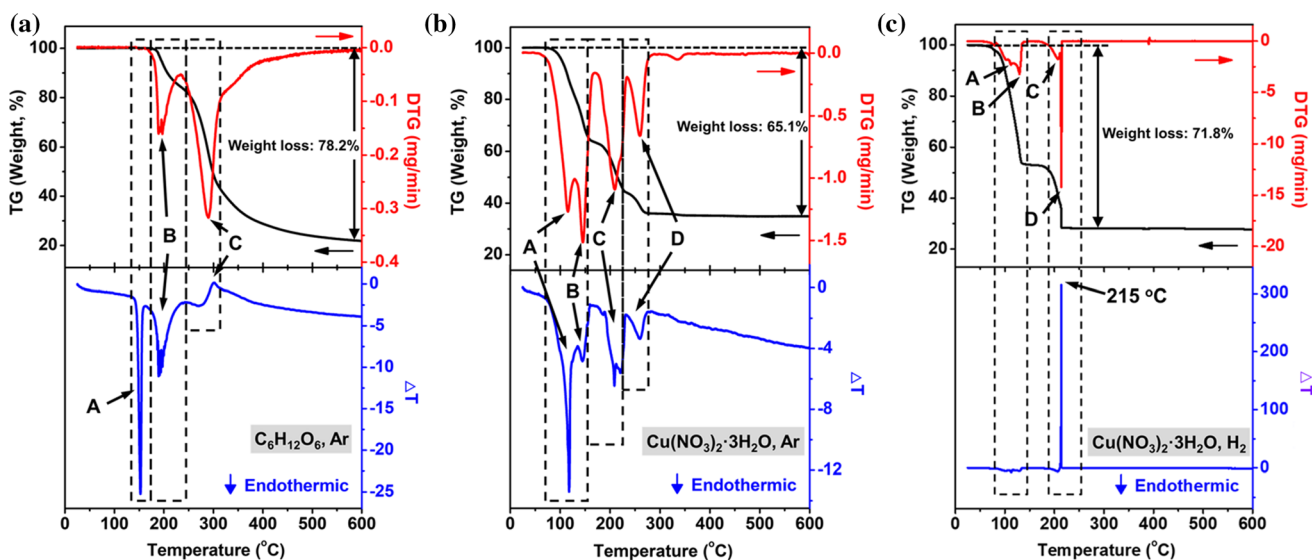 (a)
100
80
60
40
20
TG (Weight, %)
0.0
-0.1
-0.2
-0.3
-0.4
DTG (mg/min)
Weight loss: 78.2%
B
C
A
0
-5
-10
-15
-20
-25
△T
C₆H₁₂O₆, Ar
Endothermic
0 100 200 300 400 500 600
Temperature (°C)
(b)
100
80
60
40
20
TG (Weight, %)
0.0
-0.5
-1.0
-1.5
DTG (mg/min)
Weight loss: 65.1%
A
B
C
D
0
-4
-8
-12
△T
Cu(NO₃)₂·3H₂O, Ar
Endothermic
0 100 200 300 400 500 600
Temperature (°C)
(c)
100
80
60
40
20
TG (Weight, %)
0
-5
-10
-15
DTG (mg/min)
Weight loss: 71.8%
A
B
C
D
215 °C
300
200
100
0
△T
Cu(NO₃)₂·3H₂O, H₂
Endothermic
0 100 200 300 400 500 600
Temperature (°C)